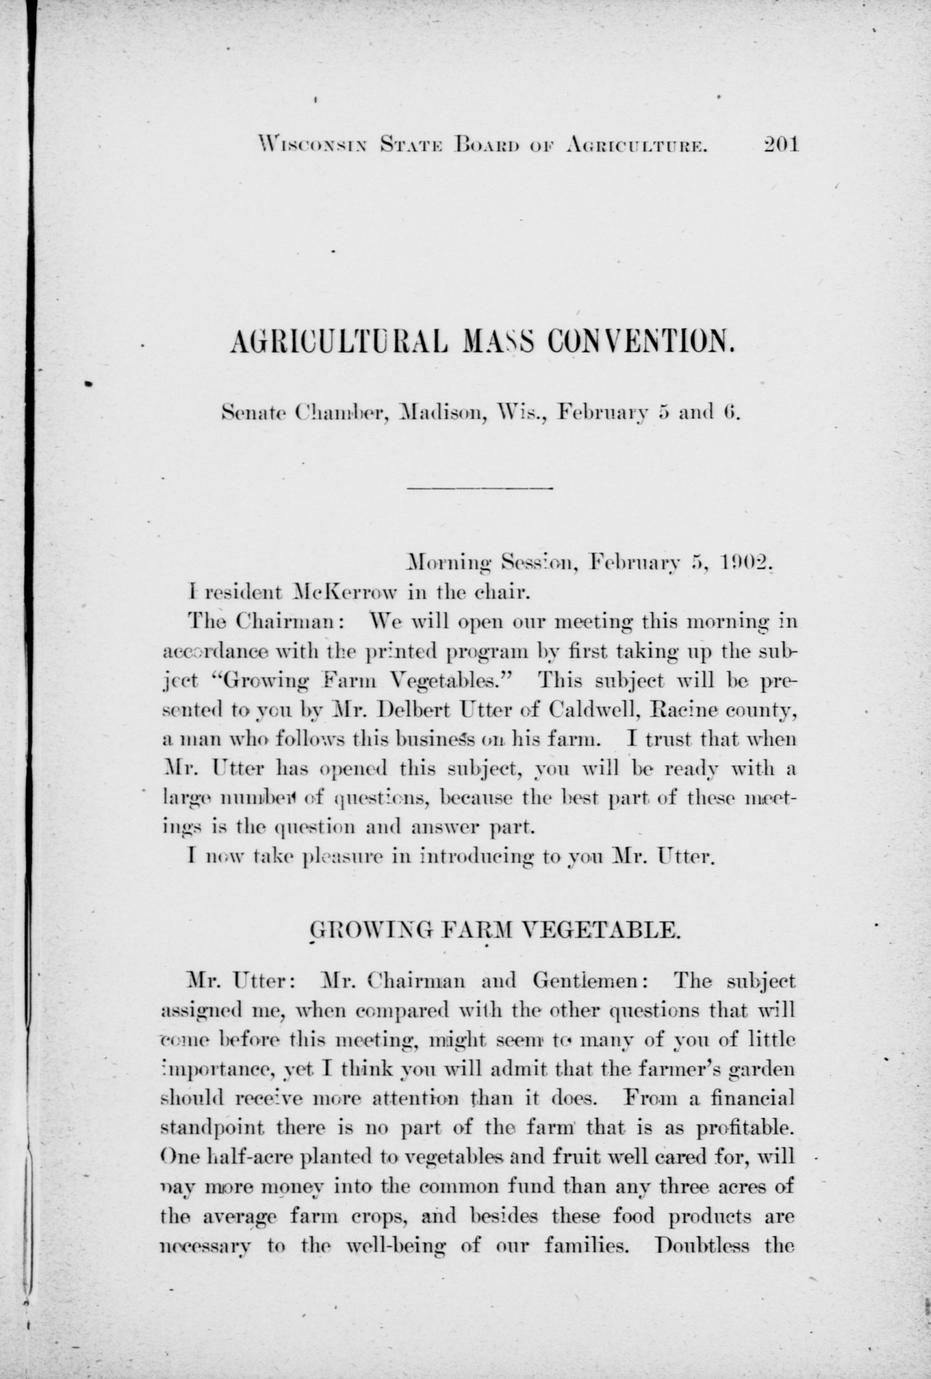 WISCONSIN STATE BOARD OF AGRICULTURE. 201
AGRICULTURAL MASS CONVENTION.
Senate Chamber, Madison, Wis., February 5 and 6.
Morning Session, February 5, 1902.
President McKerrow in the chair.
The Chairman: We will open our meeting this morning in
accordance with the printed program by first taking up the sub-
ject “Growing Farm Vegetables.” This subject will be pre-
sented to you by Mr. Delbert Utter of Caldwell, Racine county,
a man who follows this business on his farm. I trust that when
Mr. Utter has opened this subject, you will be ready with a
large number of questions, because the best part of these meet-
ings is the question and answer part.
I now take pleasure in introducing to you Mr. Utter.
GROWING FARM VEGETABLE.
Mr. Utter: Mr. Chairman and Gentlemen: The subject
assigned me, when compared with the other questions that will
come before this meeting, might seem to many of you of little
importance, yet I think you will admit that the farmer’s garden
should receive more attention than it does. From a financial
standpoint there is no part of the farm that is as profitable.
One half-acre planted to vegetables and fruit well cared for, will
pay more money into the common fund than any three acres of
the average farm crops, and besides these food products are
necessary to the well-being of our families. Doubtless the